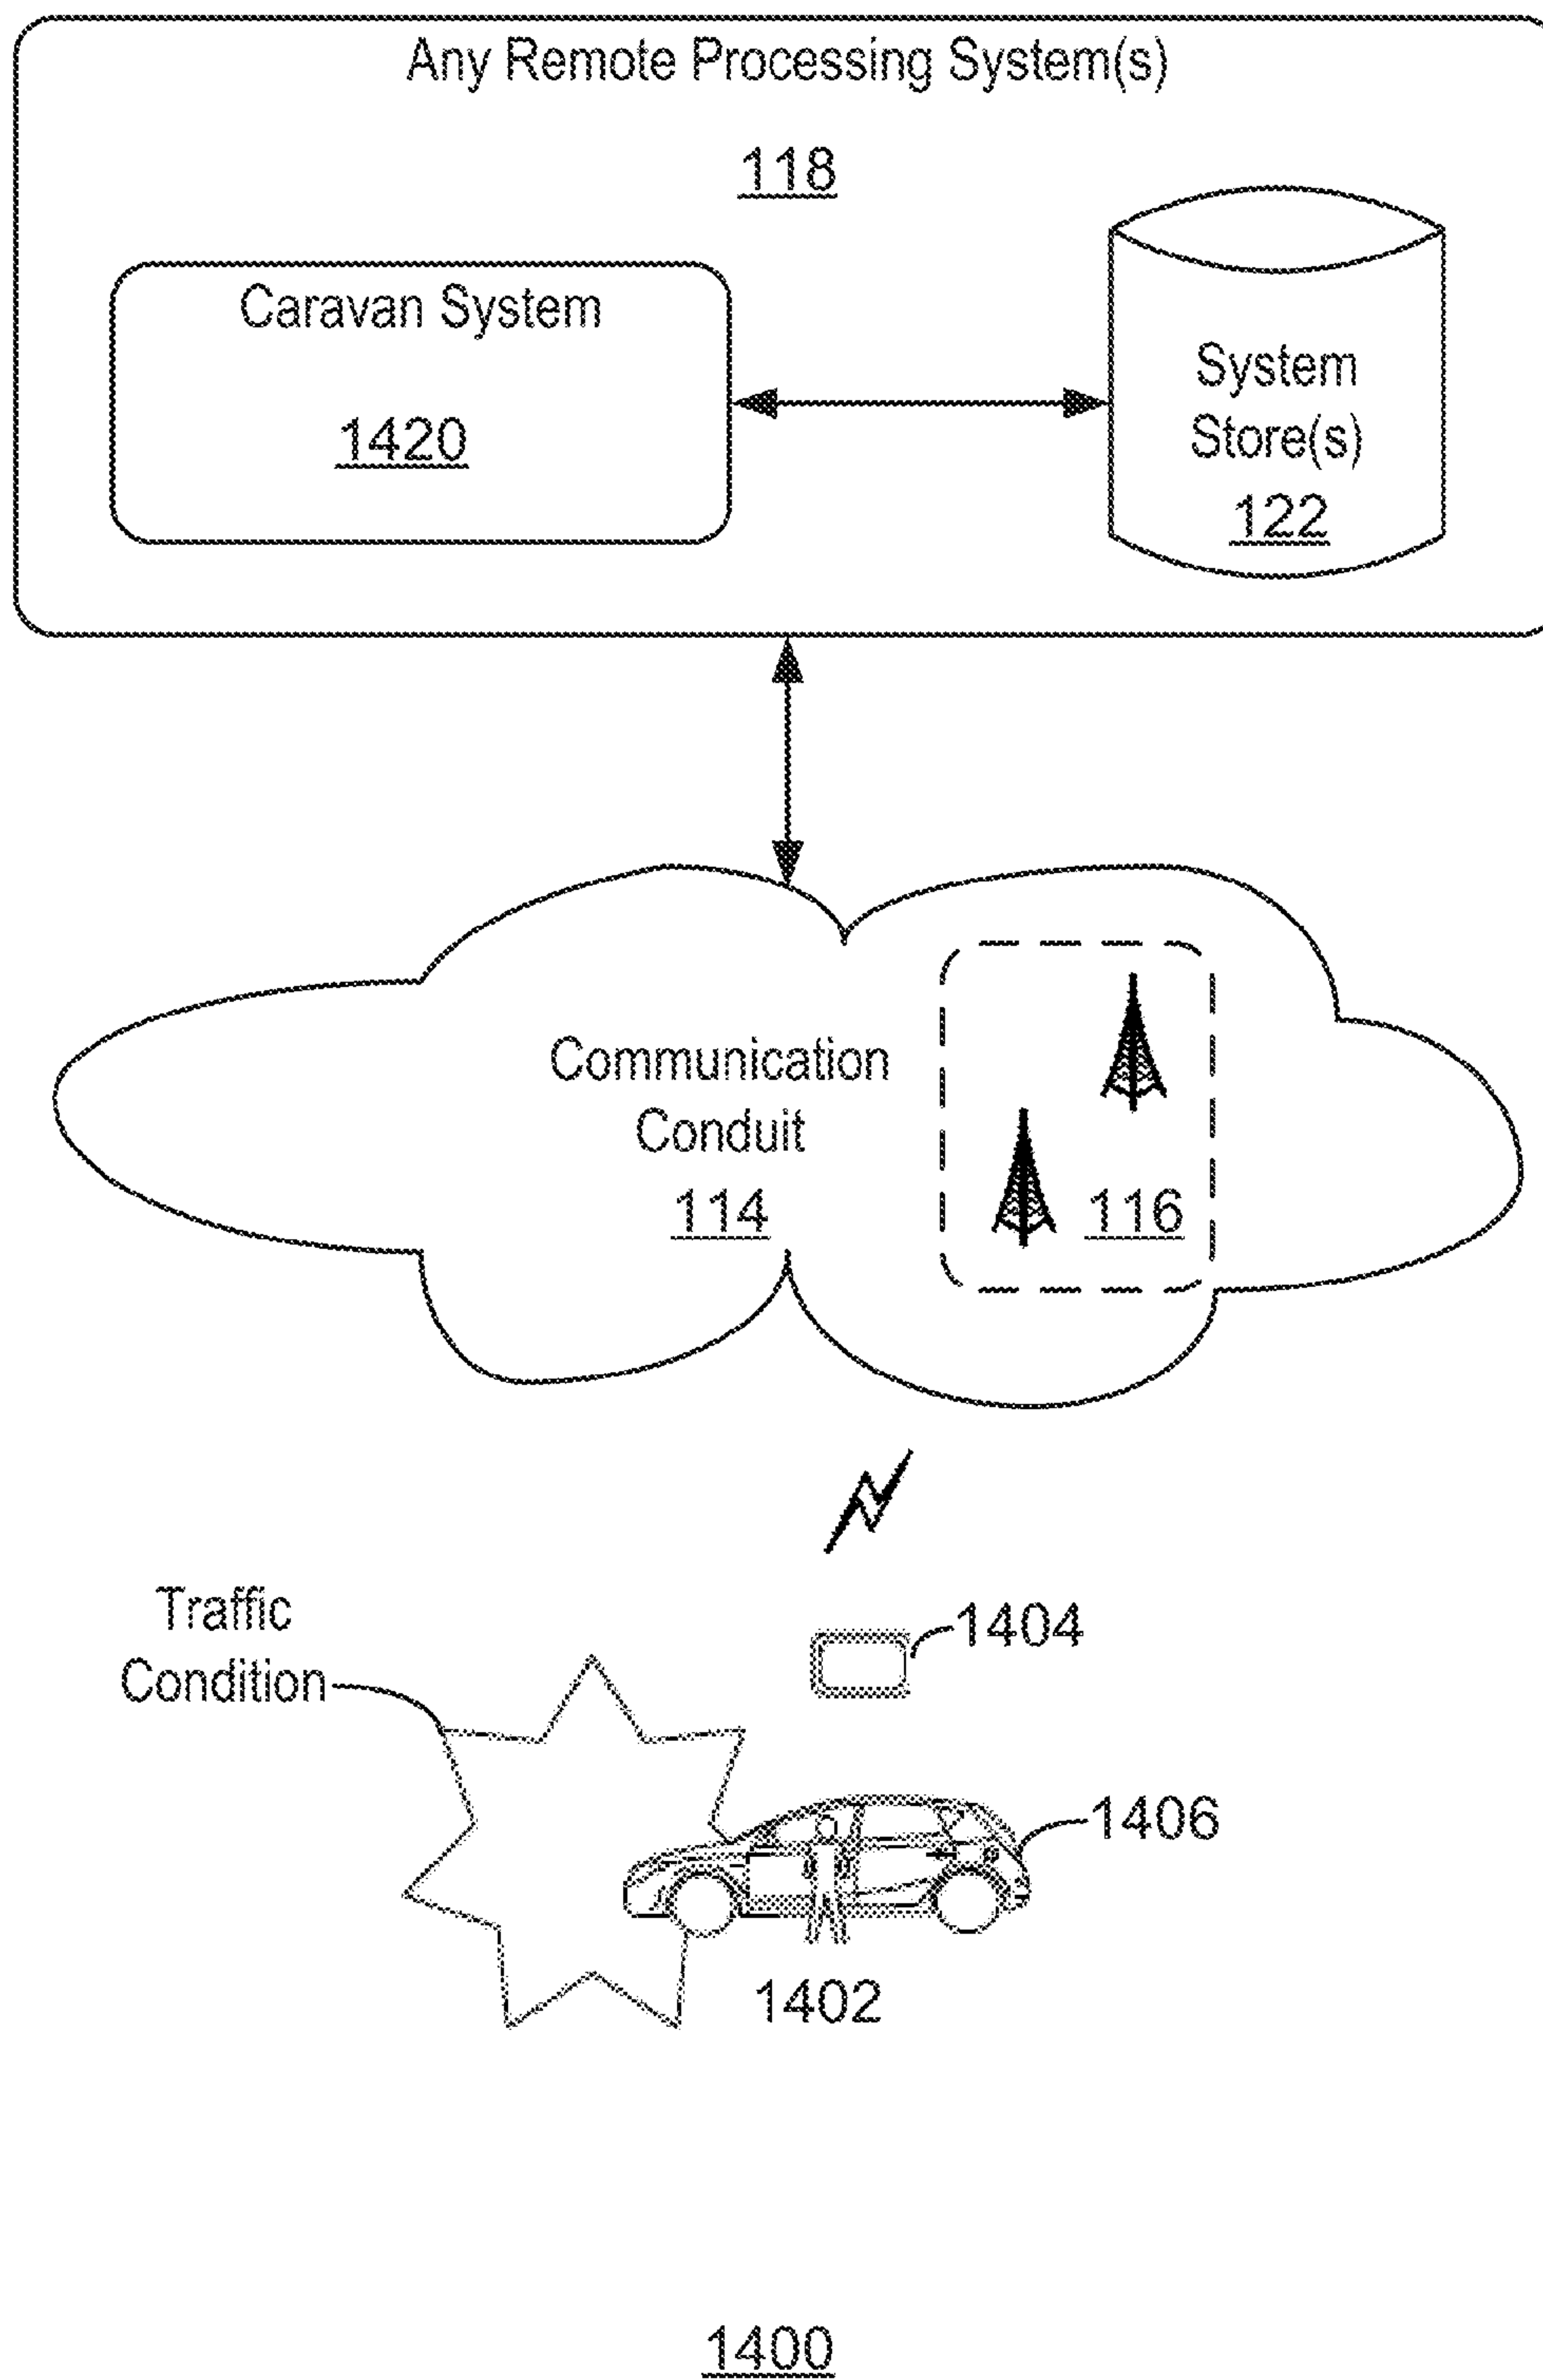 Any Remote Processing System(s)
118
Caravan System
1420
System
Store(s)
122
Communication
Conduit
114
116
Traffic
Condition
1404
1406
1402
1400